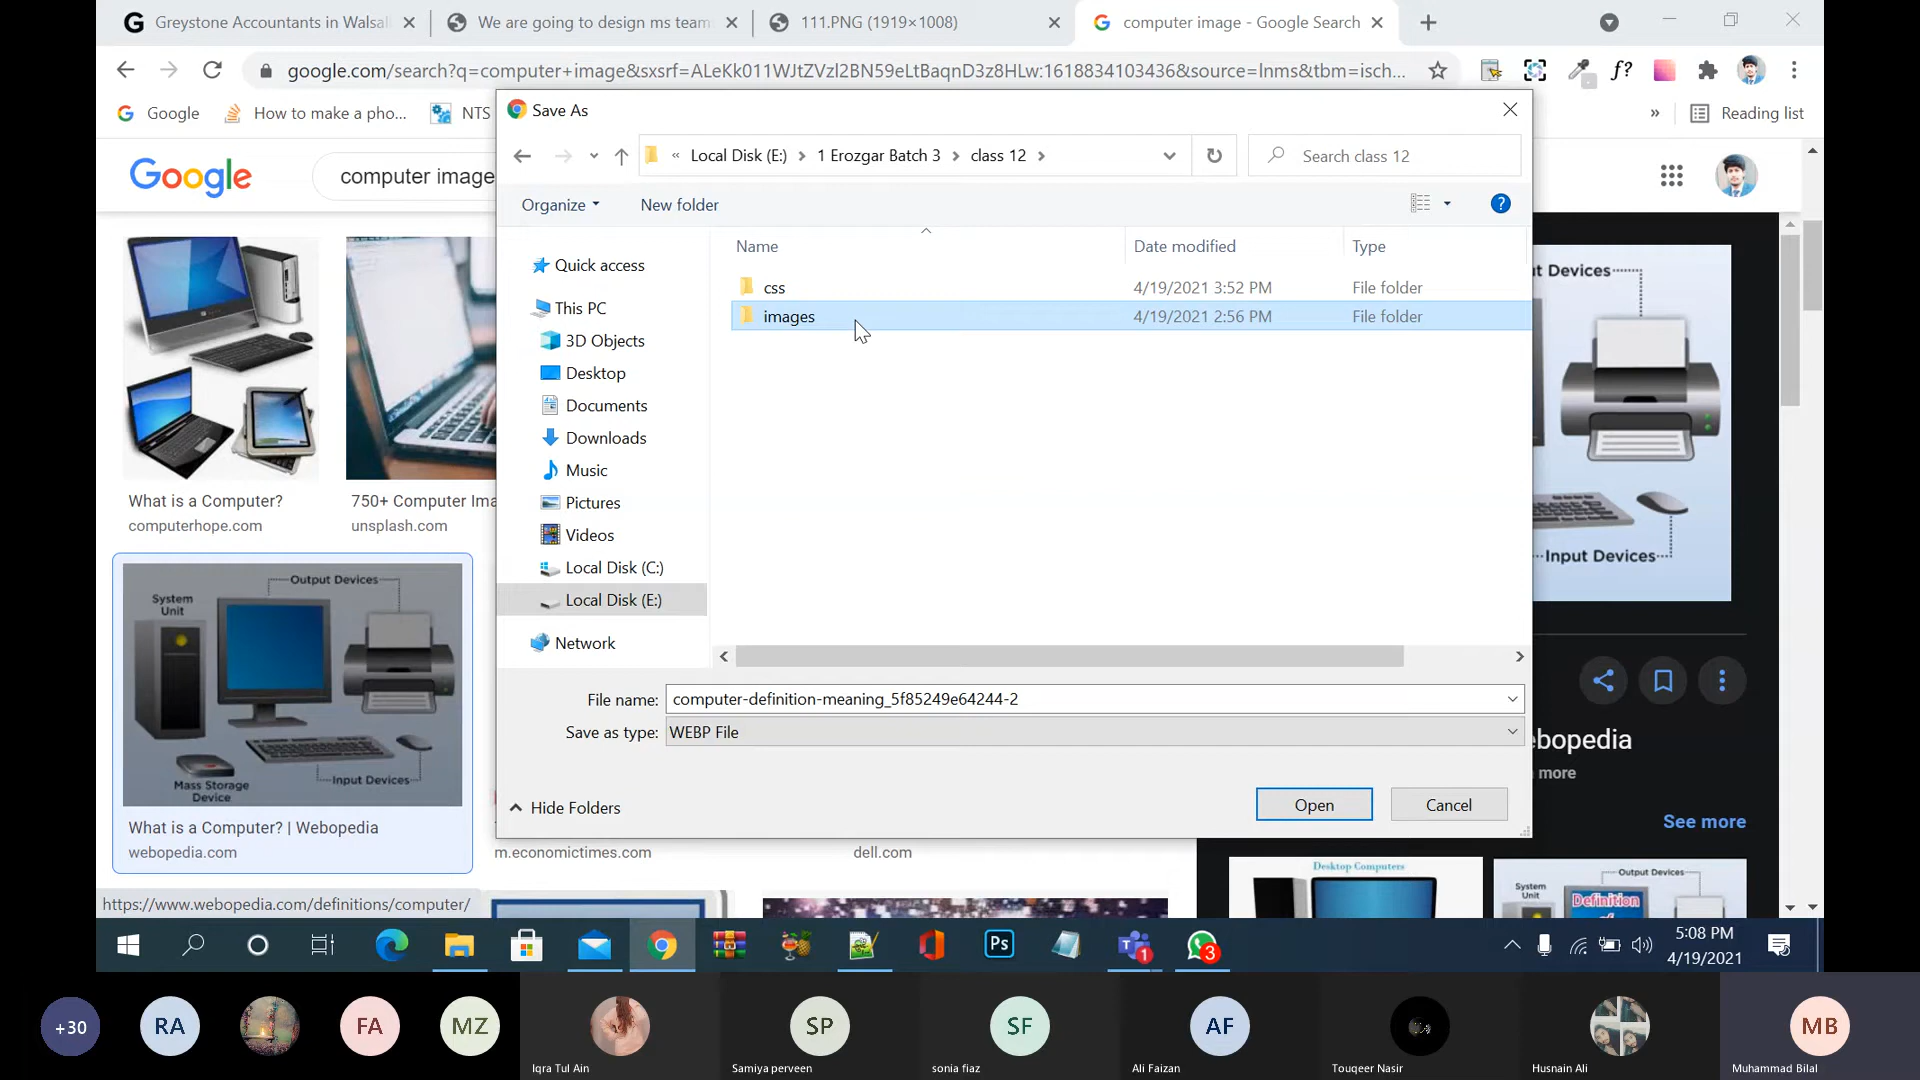 Greystone Accountants in Walsal
We are going to design ms team
111.PNG (1919×1008)
computer image - Google Search
google.com/search?q=computer+image&sxsrf=ALeKk011WJtZVzl2BN59eLtBaqnD3z8HLw:1618834103436&source=lnms&tbm=isch...
Google
How to make a pho...
NTS
»
Reading list
Save As
« Local Disk (E:) > 1 Erozgar Batch 3 > class 12 >
Search class 12
Google
computer image
Organize
New folder
Name
Date modified
Type
css
4/19/2021 3:52 PM
File folder
images
4/19/2021 2:56 PM
File folder
Quick access
This PC
3D Objects
Desktop
Documents
Downloads
Music
Pictures
Videos
Local Disk (C:)
Local Disk (E:)
Network
File name:
computer-definition-meaning_5f85249e64244-2
Save as type:
WEBP File
Hide Folders
Open
Cancel
What is a Computer?
computerhope.com
750+ Computer Ima
unsplash.com
Output Devices
System
Unit
Input Devices
Mass Storage
Device
What is a Computer? | Webopedia
webopedia.com
m.economictimes.com
dell.com
https://www.webopedia.com/definitions/computer/
t Devices
Input Devices
ebopedia
more
See more
Desktop Computers
Output Devices
System
Unit
Definition
Ps
1
3
5:08 PM
4/19/2021
+30
RA
FA
MZ
Iqra Tul Ain
SP
Samiya perveen
SF
sonia fiaz
AF
Ali Faizan
Touqeer Nasir
Husnain Ali
MB
Muhammad Bilal